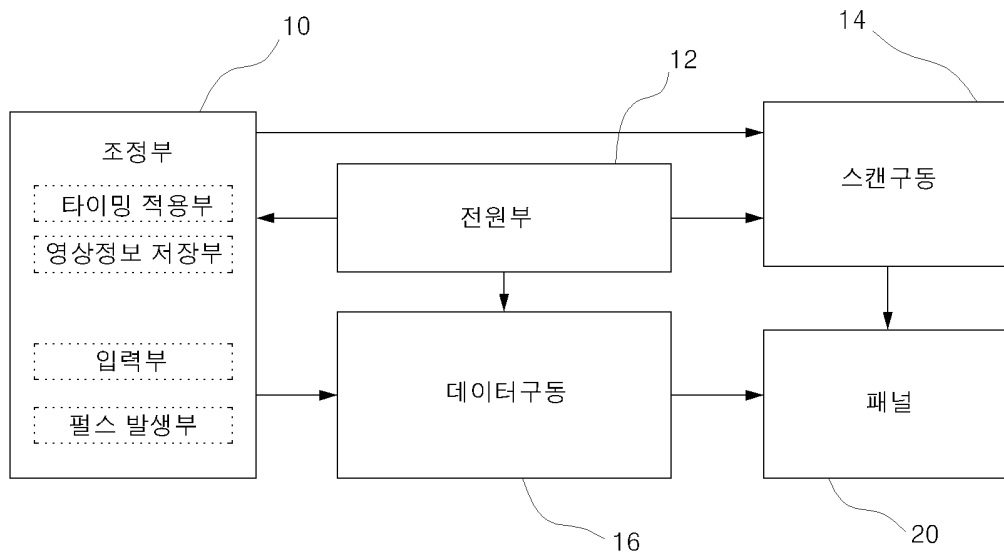 10
12
14
조정부
타이밍 적용부
영상정보 저장부
입력부
펄스 발생부
전원부
스캔구동
데이터구동
패널
16
20